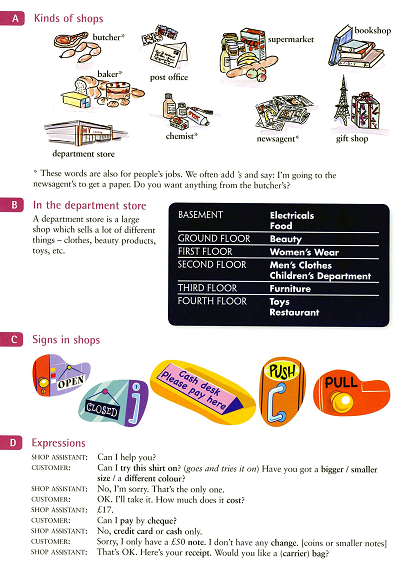 A Kinds of shops
butcher*
post office
supermarket
bookshop
baker*
chemist*
newsagent*
gift shop
department store
* These words are also for people's jobs. We often add 's and say: I'm going to the
newsagent's to get a paper. Do you want anything from the butcher's?
B In the department store
A department store is a large
shop which sells a lot of different
things – clothes, beauty products,
toys, etc.
BASEMENT Electricals
Food
GROUND FLOOR Beauty
FIRST FLOOR Women's Wear
SECOND FLOOR Men's Clothes
Children's Department
THIRD FLOOR Furniture
FOURTH FLOOR Toys
Restaurant
C Signs in shops
OPEN
CLOSED
Cash desk
Please pay here
PUSH
PULL
D Expressions
SHOP ASSISTANT: Can I help you?
CUSTOMER: Can I try this shirt on? (goes and tries it on) Have you got a bigger / smaller
size / a different colour?
SHOP ASSISTANT: No, I'm sorry. That's the only one.
CUSTOMER: OK. I'll take it. How much does it cost?
SHOP ASSISTANT: £17.
CUSTOMER: Can I pay by cheque?
SHOP ASSISTANT: No, credit card or cash only.
CUSTOMER: Sorry, I only have a £50 note. I don't have any change. [coins or smaller notes]
SHOP ASSISTANT: That's OK. Here's your receipt. Would you like a (carrier) bag?